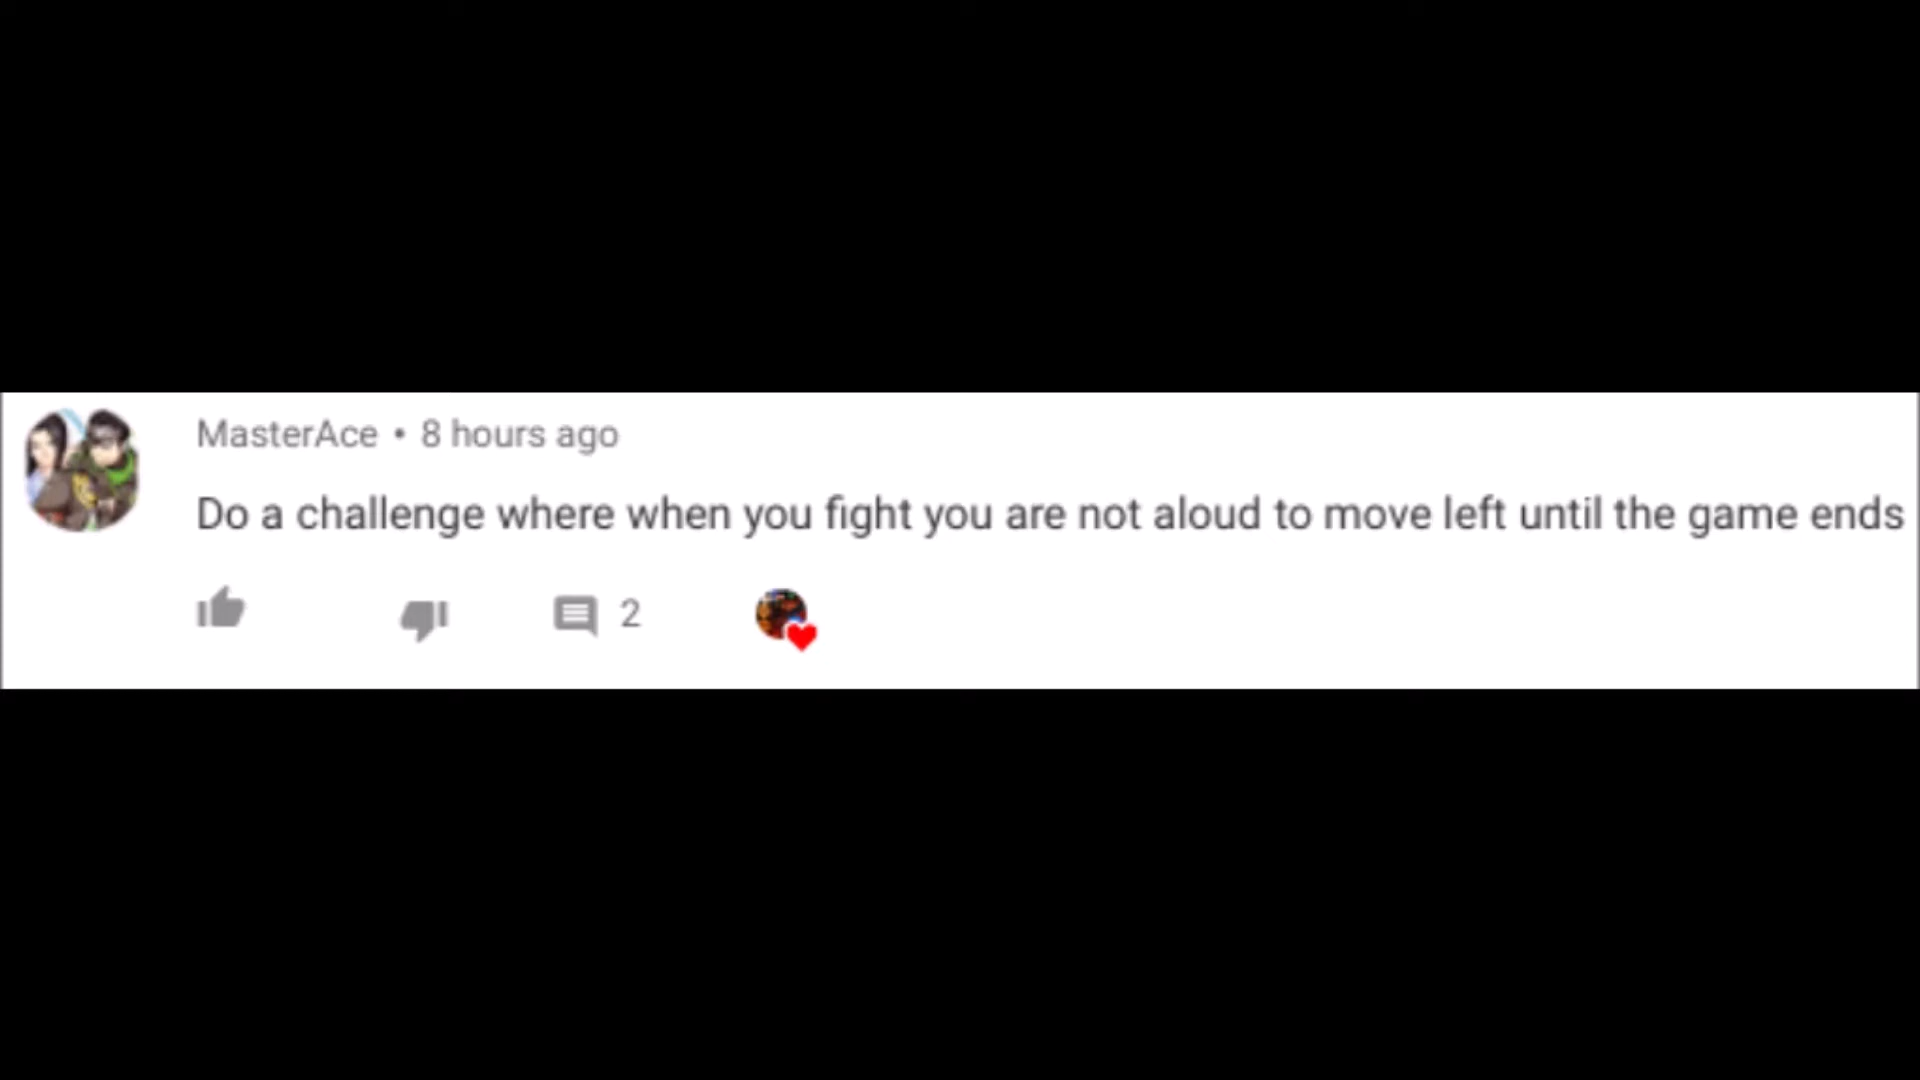 MasterAce • 8 hours ago
Do a challenge where when you fight you are not aloud to move left until the game ends
2